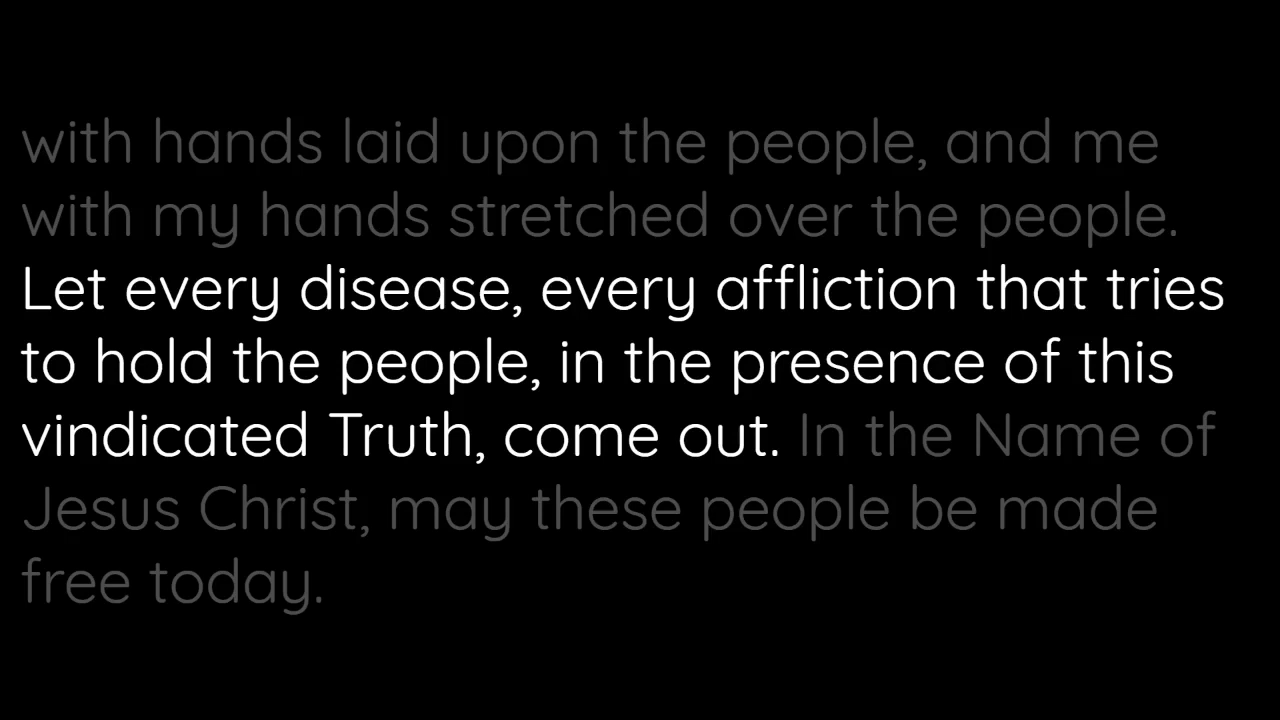 with hands laid upon the people, and me
with my hands stretched over the people.
Let every disease, every affliction that tries
to hold the people, in the presence of this
vindicated Truth, come out. In the Name of
Jesus Christ, may these people be made
free today.